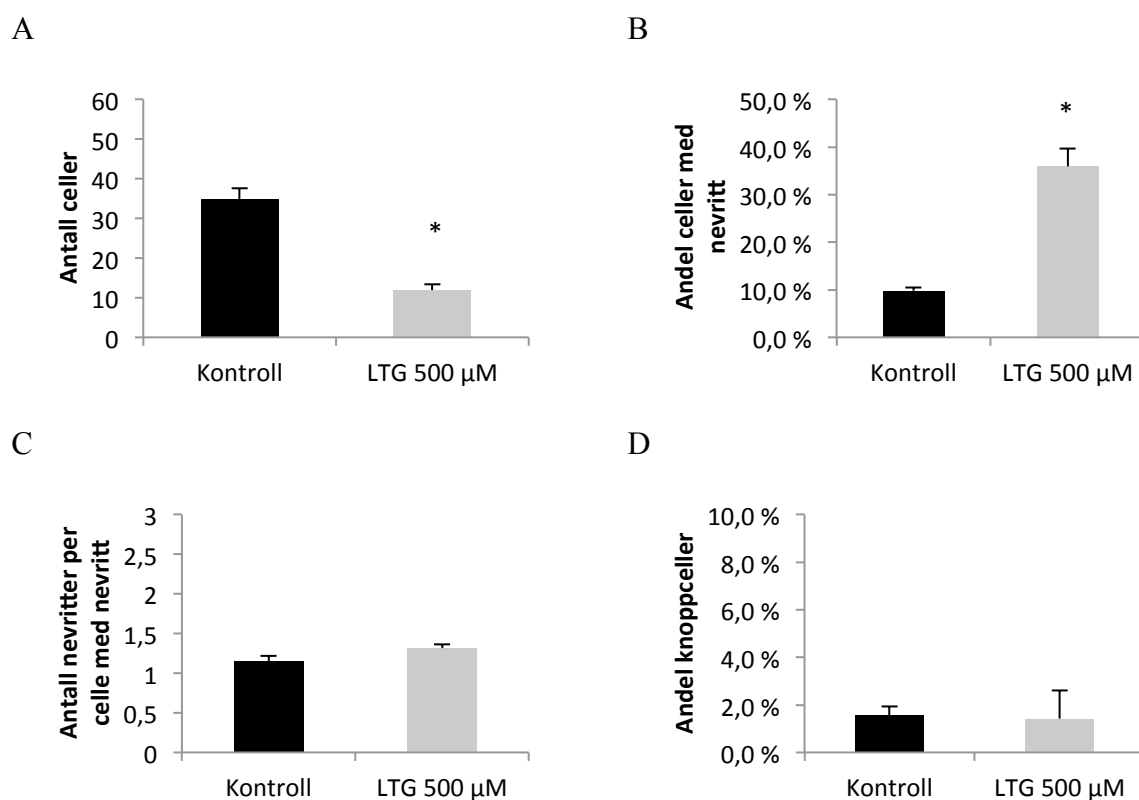 A
Antall celler
60
50
40
30
20
10
0
*
Kontroll
LTG 500 µM
B
Andel celler med
nevritt
50,0 %
40,0 %
30,0 %
20,0 %
10,0 %
0,0 %
*
Kontroll
LTG 500 µM
C
Antall nevritter per
celle med nevritt
3
2,5
2
1,5
1
0,5
0
Kontroll
LTG 500 µM
D
Andel knoppceller
10,0 %
8,0 %
6,0 %
4,0 %
2,0 %
0,0 %
Kontroll
LTG 500 µM